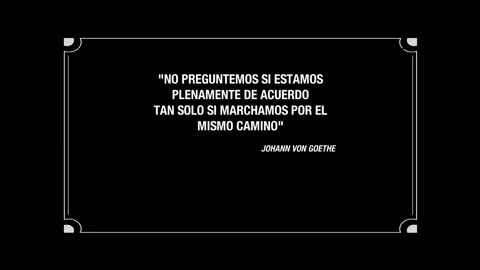 "NO PREGUNTEMOS SI ESTAMOS
PLENAMENTE DE ACUERDO
TAN SOLO SI MARCHAMOS POR EL
MISMO CAMINO"
JOHANN VON GOETHE